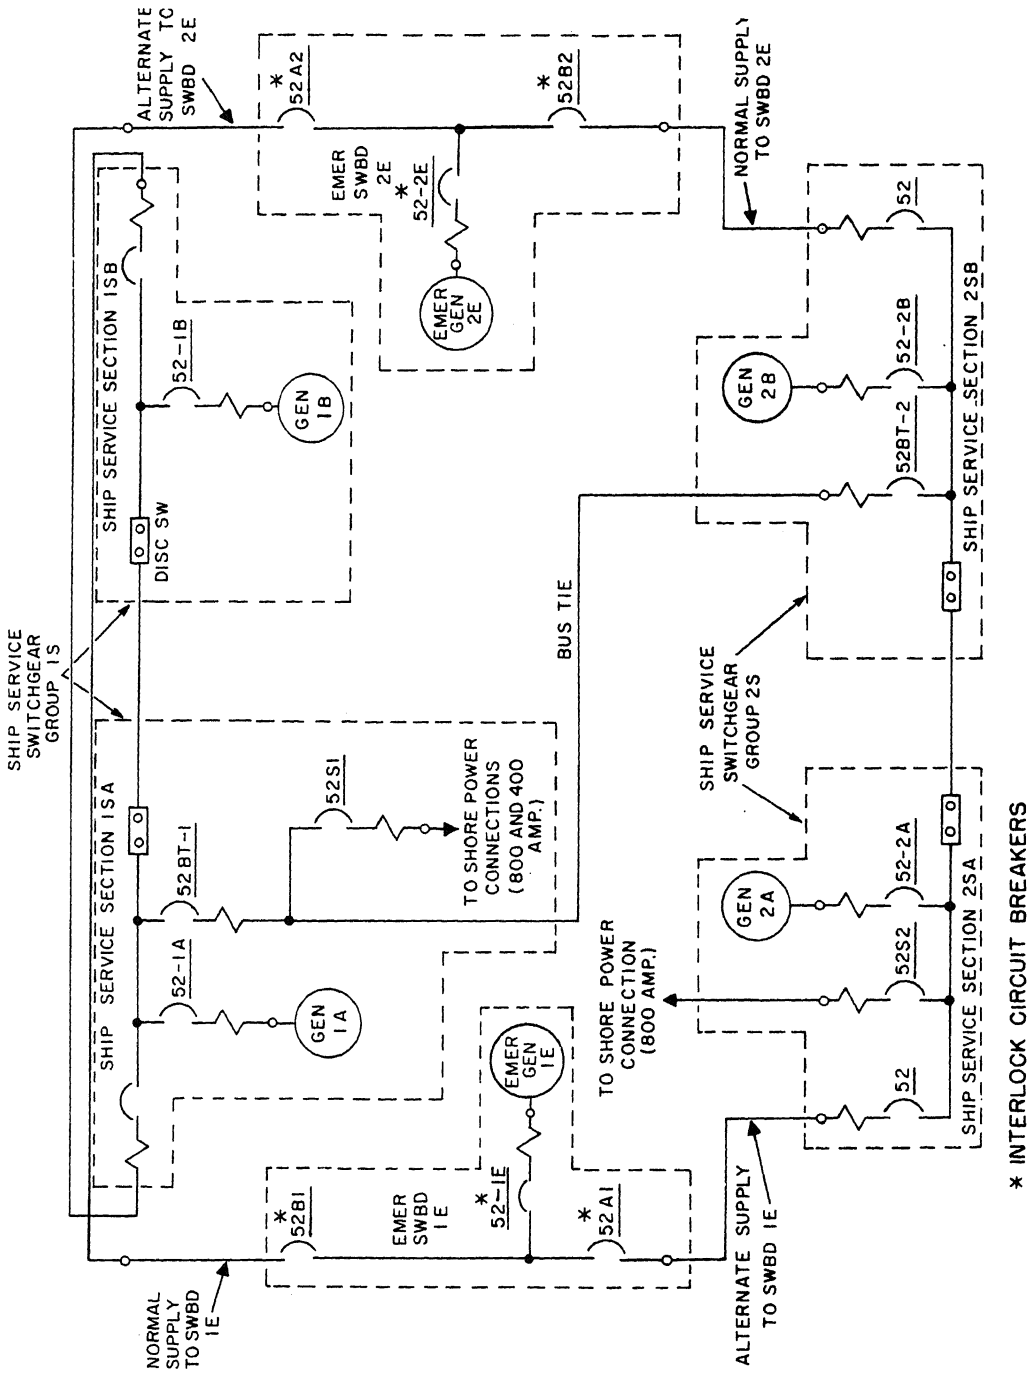 ALTERNATE
SUPPLY TO
SWBD 2E
*
52A2
*
52B2
NORMAL SUPPLY
TO SWBD 2E
EMER
SWBD
2E
*
52-2E
EMER
GEN
2E
SHIP SERVICE SECTION 1SB
52-1B
GEN
1B
DISC SW
52
52-2B
GEN
2B
52BT-2
SHIP SERVICE SECTION 2SB
SHIP SERVICE
SWITCHGEAR
GROUP 1S
BUS TIE
SHIP SERVICE
SWITCHGEAR
GROUP 2S
SHIP SERVICE SECTION 1SA
52BT-1
52S1
TO SHORE POWER
CONNECTIONS
(800 AND 400
AMP.)
52-1A
GEN
1A
GEN
2A
52-2A
52S2
TO SHORE POWER
CONNECTION
(800 AMP.)
52
SHIP SERVICE SECTION 2SA
EMER
GEN
1E
*
52B1
EMER
SWBD
1E
*
52-1E
*
52A1
NORMAL
SUPPLY
TO SWBD
1E
ALTERNATE SUPPLY
TO SWBD 1E
* INTERLOCK CIRCUIT BREAKERS